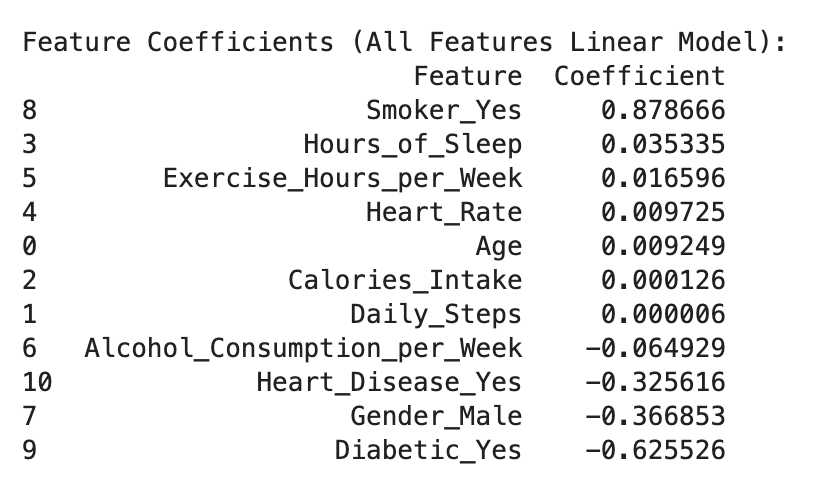 Feature Coefficients (All Features Linear Model):
Feature Coefficient
8 Smoker_Yes 0.878666
3 Hours_of_Sleep 0.035335
5 Exercise_Hours_per_Week 0.016596
4 Heart_Rate 0.009725
0 Age 0.009249
2 Calories_Intake 0.000126
1 Daily_Steps 0.000006
6 Alcohol_Consumption_per_Week -0.064929
10 Heart_Disease_Yes -0.325616
7 Gender_Male -0.366853
9 Diabetic_Yes -0.625526